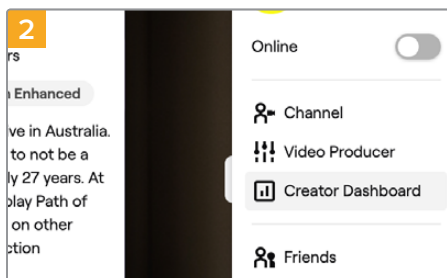 2
rs
Enhanced
ve in Australia.
to not be a
ly 27 years. At
play Path of
on other
ction
Online
Channel
Video Producer
Creator Dashboard
Friends